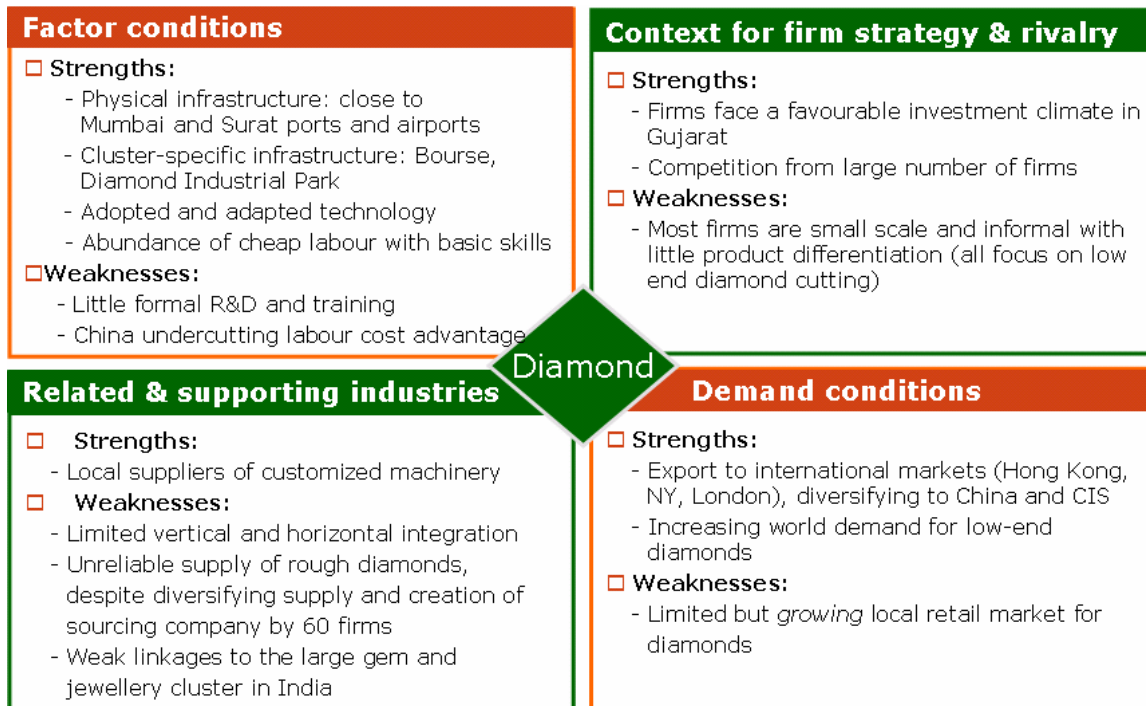 Factor conditions
Strengths:
- Physical infrastructure: close to
Mumbai and Surat ports and airports
- Cluster-specific infrastructure: Bourse,
Diamond Industrial Park
- Adopted and adapted technology
- Abundance of cheap labour with basic skills
Weaknesses:
- Little formal R&D and training
- China undercutting labour cost advantage
Context for firm strategy & rivalry
Strengths:
- Firms face a favourable investment climate in
Gujarat
- Competition from large number of firms
Weaknesses:
- Most firms are small scale and informal with
little product differentiation (all focus on low
end diamond cutting)
Diamond
Related & supporting industries
Strengths:
- Local suppliers of customized machinery
Weaknesses:
- Limited vertical and horizontal integration
- Unreliable supply of rough diamonds,
despite diversifying supply and creation of
sourcing company by 60 firms
- Weak linkages to the large gem and
jewellery cluster in India
Demand conditions
Strengths:
- Export to international markets (Hong Kong,
NY, London), diversifying to China and CIS
- Increasing world demand for low-end
diamonds
Weaknesses:
- Limited but growing local retail market for
diamonds